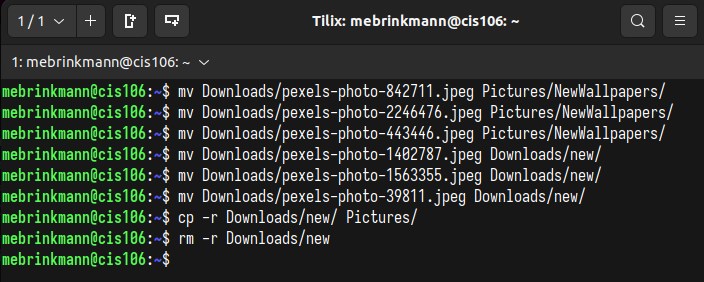 1 / 1
Tilix: mebrinkmann@cis106: ~
1: mebrinkmann@cis106: ~
mebrinkmann@cis106:~$ mv Downloads/pexels-photo-842711.jpeg Pictures/NewWallpapers/
mebrinkmann@cis106:~$ mv Downloads/pexels-photo-2246476.jpeg Pictures/NewWallpapers/
mebrinkmann@cis106:~$ mv Downloads/pexels-photo-443446.jpeg Pictures/NewWallpapers/
mebrinkmann@cis106:~$ mv Downloads/pexels-photo-1402787.jpeg Downloads/new/
mebrinkmann@cis106:~$ mv Downloads/pexels-photo-1563355.jpeg Downloads/new/
mebrinkmann@cis106:~$ mv Downloads/pexels-photo-39811.jpeg Downloads/new/
mebrinkmann@cis106:~$ cp -r Downloads/new/ Pictures/
mebrinkmann@cis106:~$ rm -r Downloads/new
mebrinkmann@cis106:~$